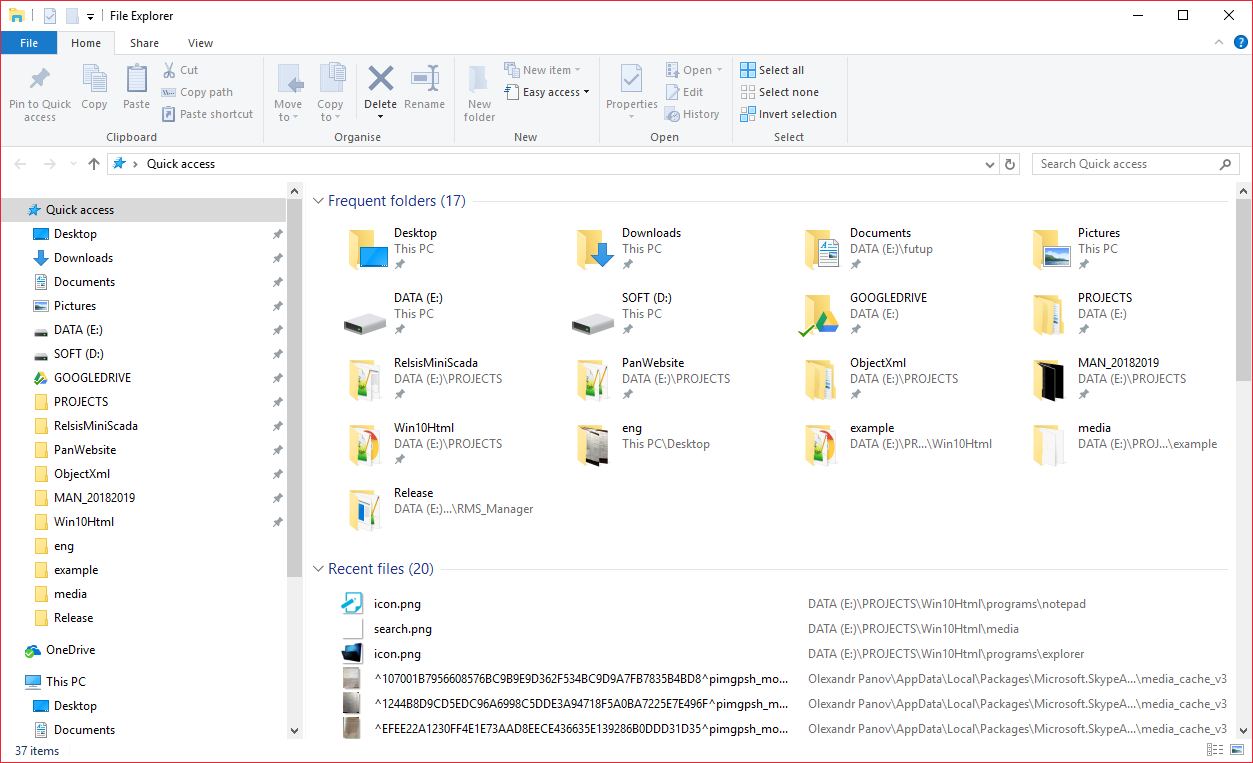 File Explorer
File Home Share View
Pin to Quick access
Copy
Paste
Cut
Copy path
Paste shortcut
Clipboard
Move to
Copy to
Delete
Rename
Organise
New folder
New item
Easy access
New
Properties
Open
Edit
History
Open
Select all
Select none
Invert selection
Select
Quick access
Search Quick access
Quick access
Desktop
Downloads
Documents
Pictures
DATA (E:)
SOFT (D:)
GOOGLEDRIVE
PROJECTS
RelsisMiniScada
PanWebsite
ObjectXml
MAN_20182019
Win10Html
eng
example
media
Release
OneDrive
This PC
Desktop
Documents
Frequent folders (17)
Desktop
This PC
Downloads
This PC
Documents
DATA (E:)\futup
Pictures
This PC
DATA (E:)
This PC
SOFT (D:)
This PC
GOOGLEDRIVE
DATA (E:)
PROJECTS
DATA (E:)
RelsisMiniScada
DATA (E:)\PROJECTS
PanWebsite
DATA (E:)\PROJECTS
ObjectXml
DATA (E:)\PROJECTS
MAN_20182019
DATA (E:)\PROJECTS
Win10Html
DATA (E:)\PROJECTS
eng
This PC\Desktop
example
DATA (E:)\PR...\Win10Html
media
DATA (E:)\PROJ...\example
Release
DATA (E:)...\RMS_Manager
Recent files (20)
icon.png DATA (E:)\PROJECTS\Win10Html\programs\notepad
search.png DATA (E:)\PROJECTS\Win10Html\media
icon.png DATA (E:)\PROJECTS\Win10Html\programs\explorer
^107001B7956608576BC9B9E9D362F534BC9D9A7FB7835B4BD8^pimgpsh_mo... Olexandr Panov\AppData\Local\Packages\Microsoft.SkypeA...\media_cache_v3
^1244B8D9CD5EDC96A6998C5DDE3A94718F5A0BA7225E7E496F^pimgpsh_mo... Olexandr Panov\AppData\Local\Packages\Microsoft.SkypeA...\media_cache_v3
^EFEE22A1230FF4E1E73AAD8EECE436635E139286B0DDD31D35^pimgpsh_mo... Olexandr Panov\AppData\Local\Packages\Microsoft.SkypeA...\media_cache_v3
37 items